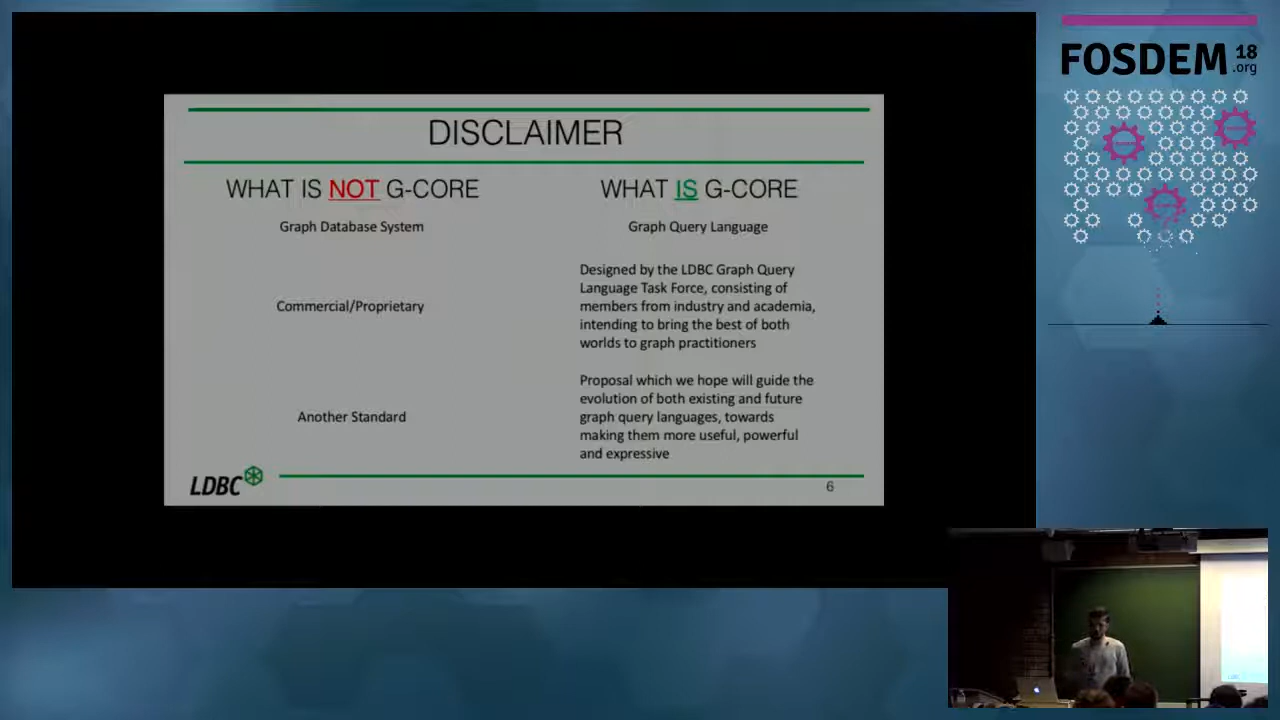 FOSDEM 18
.org
DISCLAIMER
WHAT IS NOT G-CORE
Graph Database System
Commercial/Proprietary
Another Standard
WHAT IS G-CORE
Graph Query Language
Designed by the LDBC Graph Query
Language Task Force, consisting of
members from industry and academia,
intending to bring the best of both
worlds to graph practitioners
Proposal which we hope will guide the
evolution of both existing and future
graph query languages, towards
making them more useful, powerful
and expressive
LDBC
6